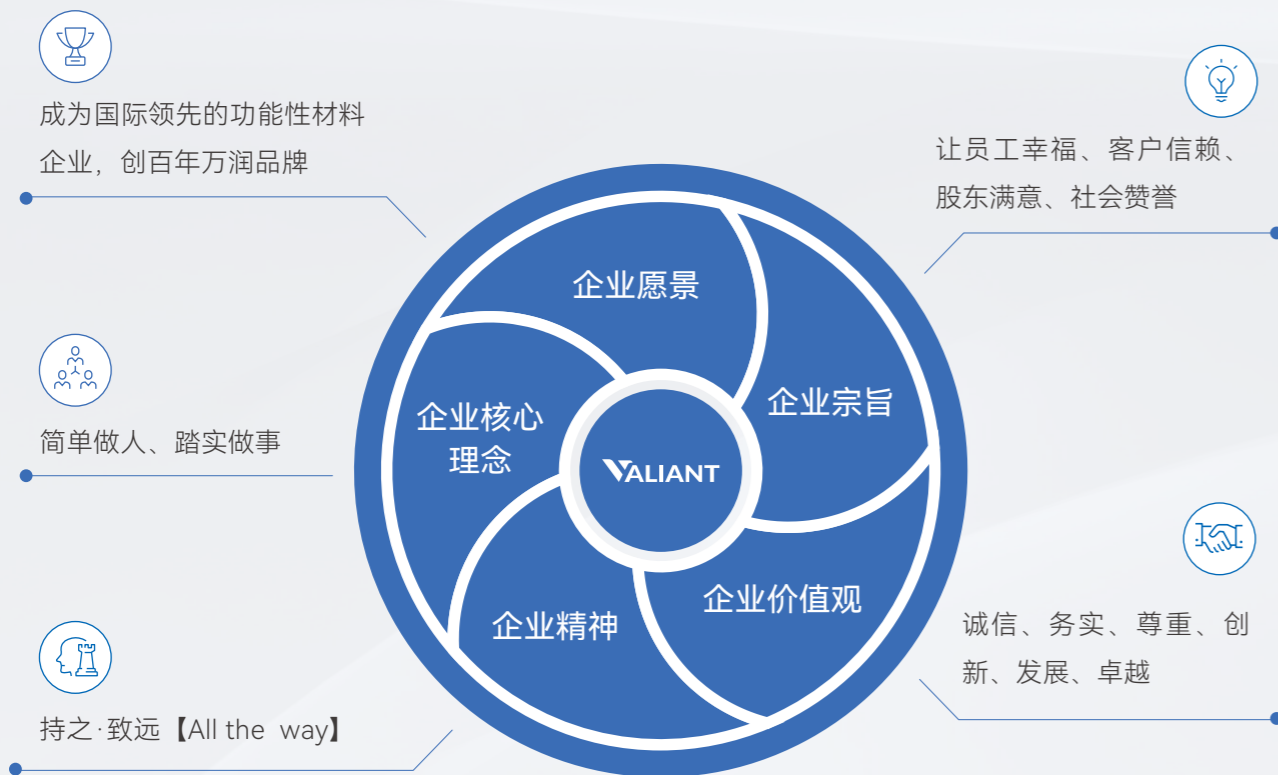 成为国际领先的功能性材料
企业，创百年万润品牌
让员工幸福、客户信赖、
股东满意、社会赞誉
企业愿景
企业宗旨
企业核心
理念
VALIANT
简单做人、踏实做事
企业价值观
企业精神
诚信、务实、尊重、创
新、发展、卓越
持之·致远【All the way】